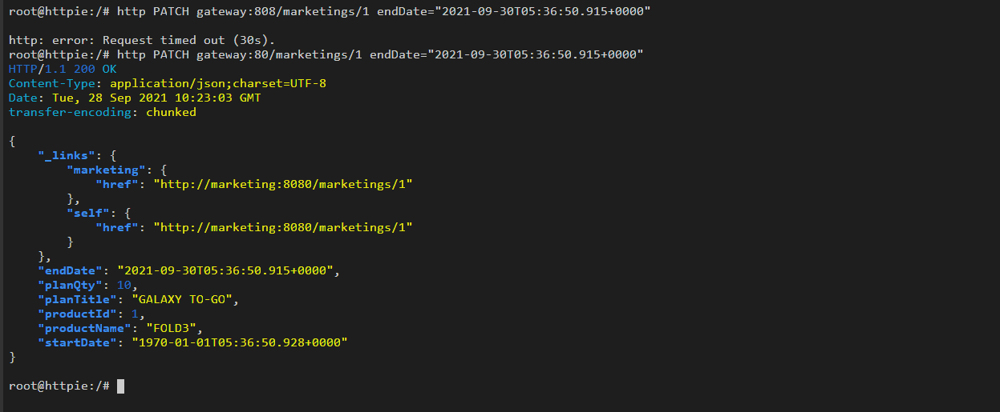 root@httpie:/# http PATCH gateway:808/marketings/1 endDate="2021-09-30T05:36:50.915+0000"
http: error: Request timed out (30s).
root@httpie:/# http PATCH gateway:80/marketings/1 endDate="2021-09-30T05:36:50.915+0000"
HTTP/1.1 200 OK
Content-Type: application/json;charset=UTF-8
Date: Tue, 28 Sep 2021 10:23:03 GMT
transfer-encoding: chunked
{
    "_links": {
        "marketing": {
            "href": "http://marketing:8080/marketings/1"
        },
        "self": {
            "href": "http://marketing:8080/marketings/1"
        }
    },
    "endDate": "2021-09-30T05:36:50.915+0000",
    "planQty": 10,
    "planTitle": "GALAXY TO-GO",
    "productId": 1,
    "productName": "FOLD3",
    "startDate": "1970-01-01T05:36:50.928+0000"
}
root@httpie:/#